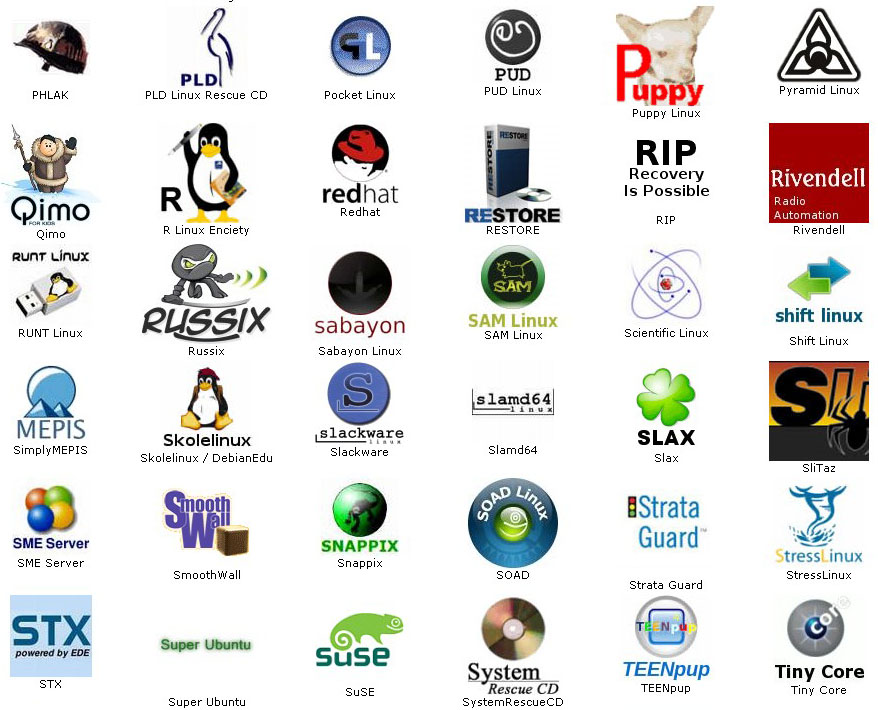 PHLAK
PLD
PLD Linux Rescue CD
PL
Pocket Linux
PUD
PUD Linux
Puppy
Puppy Linux
Pyramid Linux
Qimo
FOR KIDS
Qimo
R
R Linux Enciety
redhat
Redhat
RESTORE
RESTORE
RESTORE
RESTORE
RIP
Recovery
Is Possible
RIP
Rivendell
Radio
Automation
Rivendell
RUNT Linux
RUNT Linux
RUSSIX
Russix
sabayon
Sabayon Linux
SAM
SAM Linux
SAM Linux
Scientific Linux
shift linux
Shift Linux
MEPIS
SimplyMEPIS
Skolelinux
Skolelinux / DebianEdu
S
slackware
linux
Slackware
slamd64
linux
Slamd64
SLAX
Slax
SLi
SliTaz
SME Server
SME Server
Smooth
Wall
SmoothWall
SNAPPIX
Snappix
SOAD Linux
SOAD
Strata
Guard™
Strata Guard
StressLinux
StressLinux
STX
powered by EDE
STX
Super Ubuntu
Super Ubuntu
SUSE
SuSE
System
Rescue CD
SystemRescueCD
TEENpup
TEENpup
TEENpup
core
Tiny Core
Tiny Core